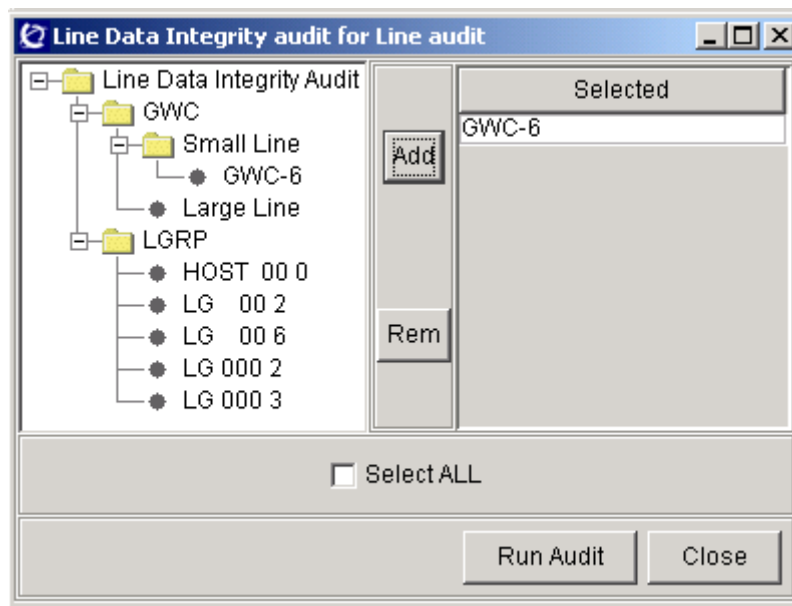 Line Data Integrity audit for Line audit
Line Data Integrity Audit
GWC
Small Line
GWC-6
Large Line
LGRP
HOST 00 0
LG 00 2
LG 00 6
LG 000 2
LG 000 3
Add
Rem
Selected
GWC-6
Select ALL
Run Audit
Close